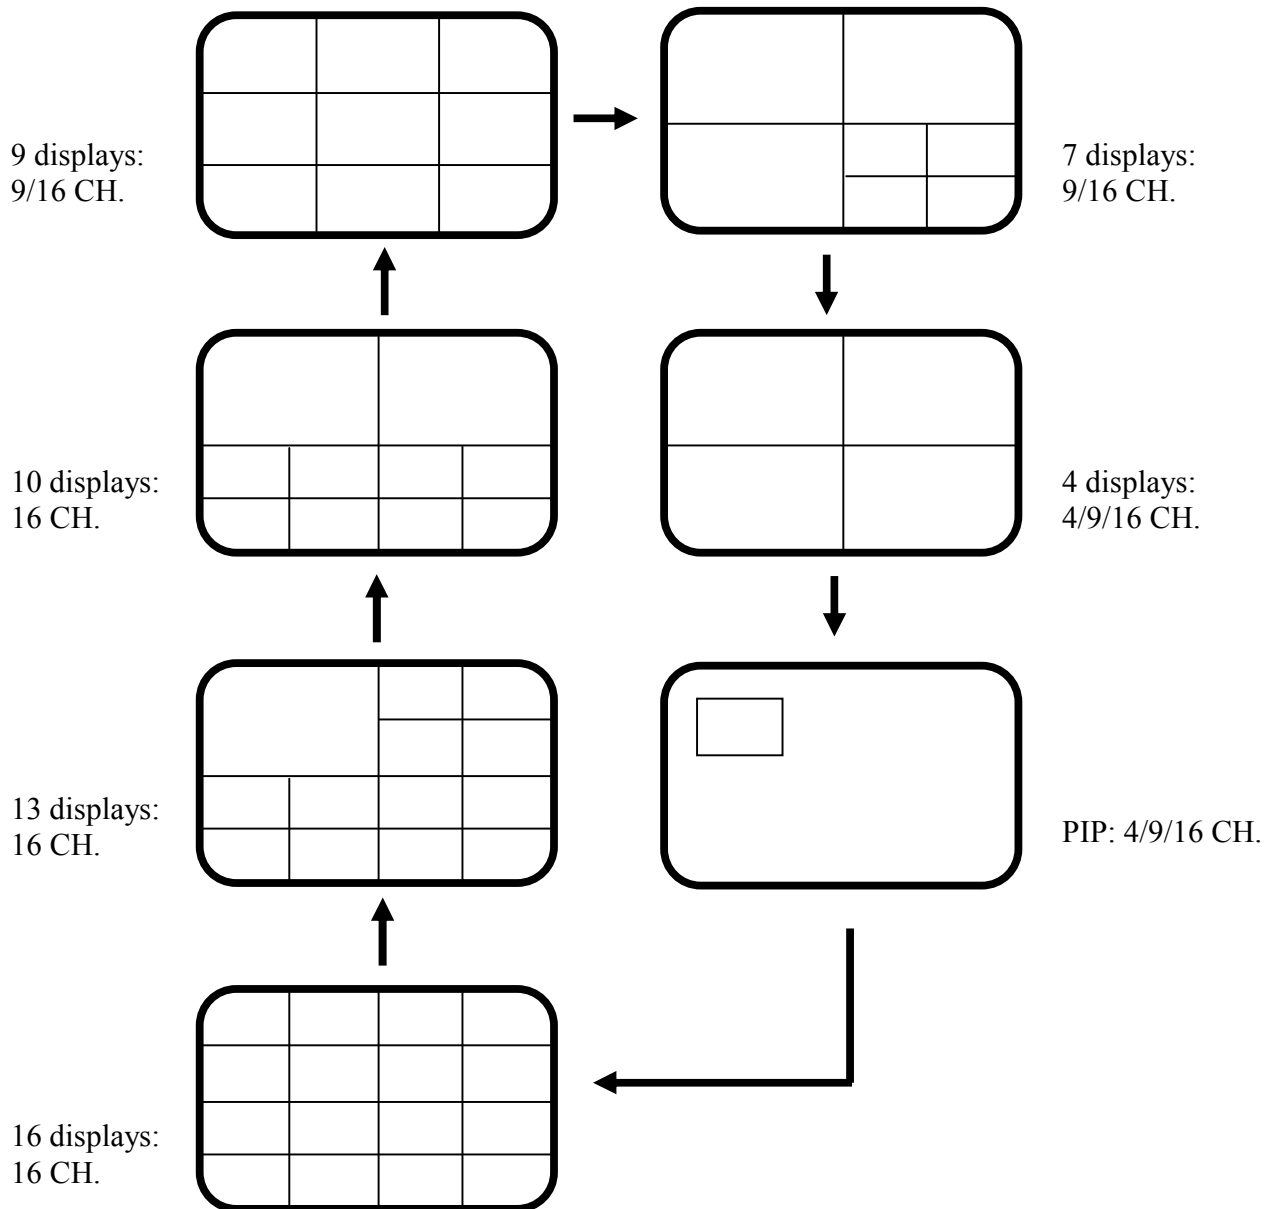 9 displays:
9/16 CH.
7 displays:
9/16 CH.
10 displays:
16 CH.
4 displays:
4/9/16 CH.
13 displays:
16 CH.
PIP: 4/9/16 CH.
16 displays:
16 CH.